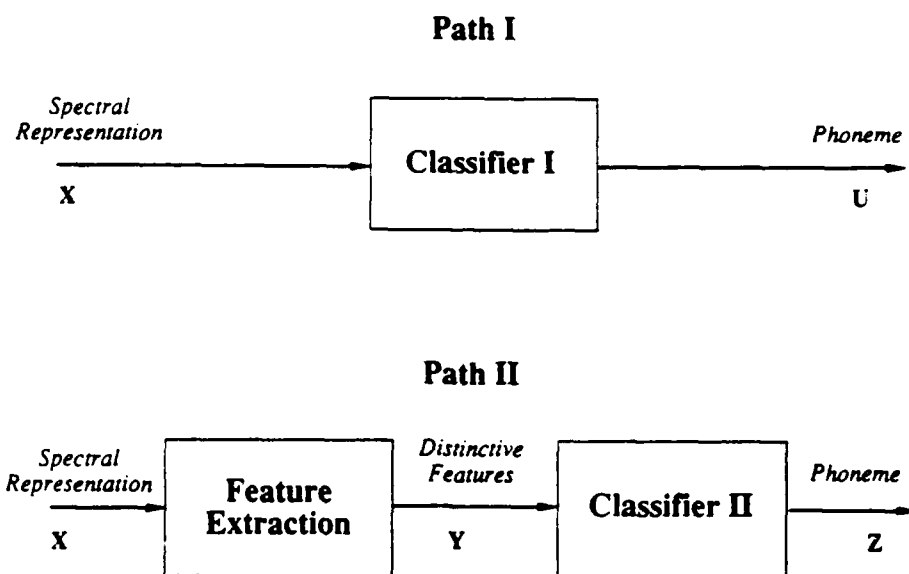 Path I
Spectral
Representation
X
Classifier I
Phoneme
U
Path II
Spectral
Representation
X
Feature
Extraction
Distinctive
Features
Y
Classifier II
Phoneme
Z